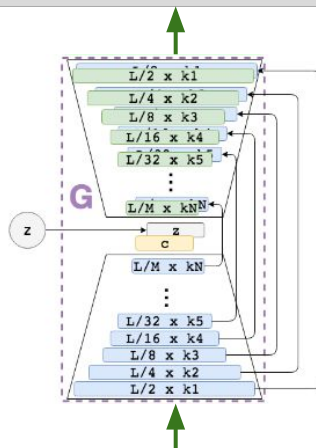 L/2 x k1
L/4 x k2
L/8 x k3
L/16 x k4
L/32 x k5
G
L/M x kN
z
z
c
L/M x kN
L/32 x k5
L/16 x k4
L/8 x k3
L/4 x k2
L/2 x k1